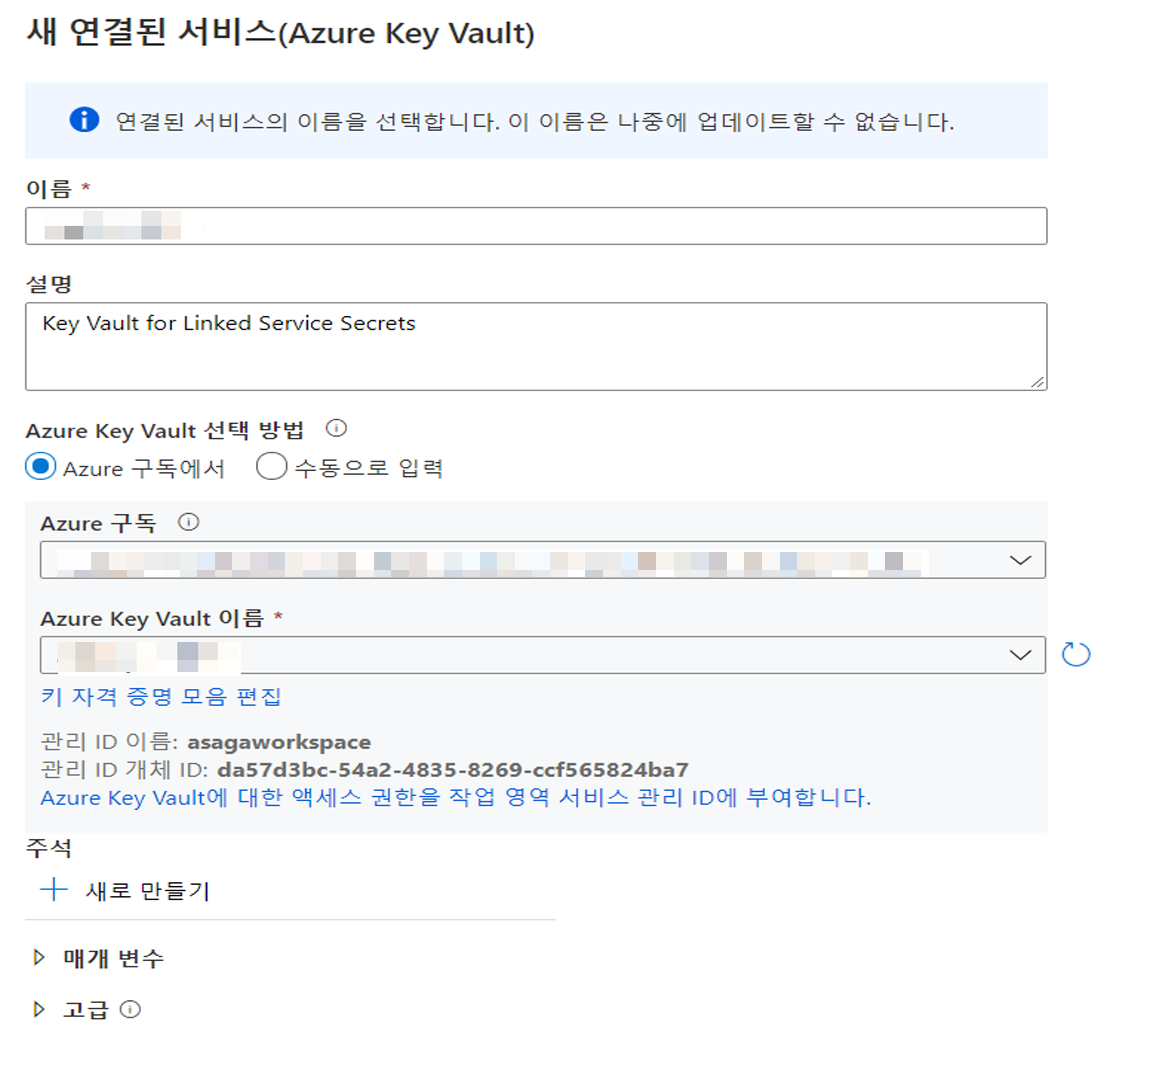 새 연결된 서비스(Azure Key Vault)
연결된 서비스의 이름을 선택합니다. 이 이름은 나중에 업데이트할 수 없습니다.
이름 *
설명
Key Vault for Linked Service Secrets
Azure Key Vault 선택 방법
Azure 구독에서 수동으로 입력
Azure 구독
Azure Key Vault 이름 *
키 자격 증명 모음 편집
관리 ID 이름: asagaworkspace
관리 ID 개체 ID: da57d3bc-54a2-4835-8269-ccf565824ba7
Azure Key Vault에 대한 액세스 권한을 작업 영역 서비스 관리 ID에 부여합니다.
주석
새로 만들기
매개 변수
고급